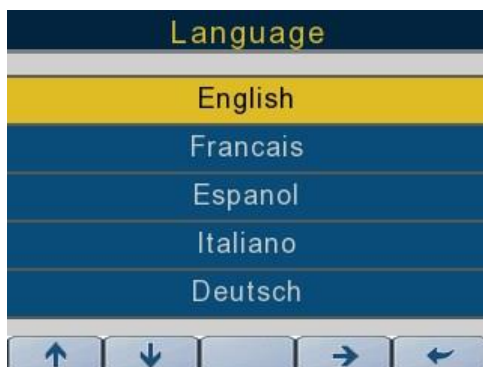 Language
English
Francais
Espanol
Italiano
Deutsch